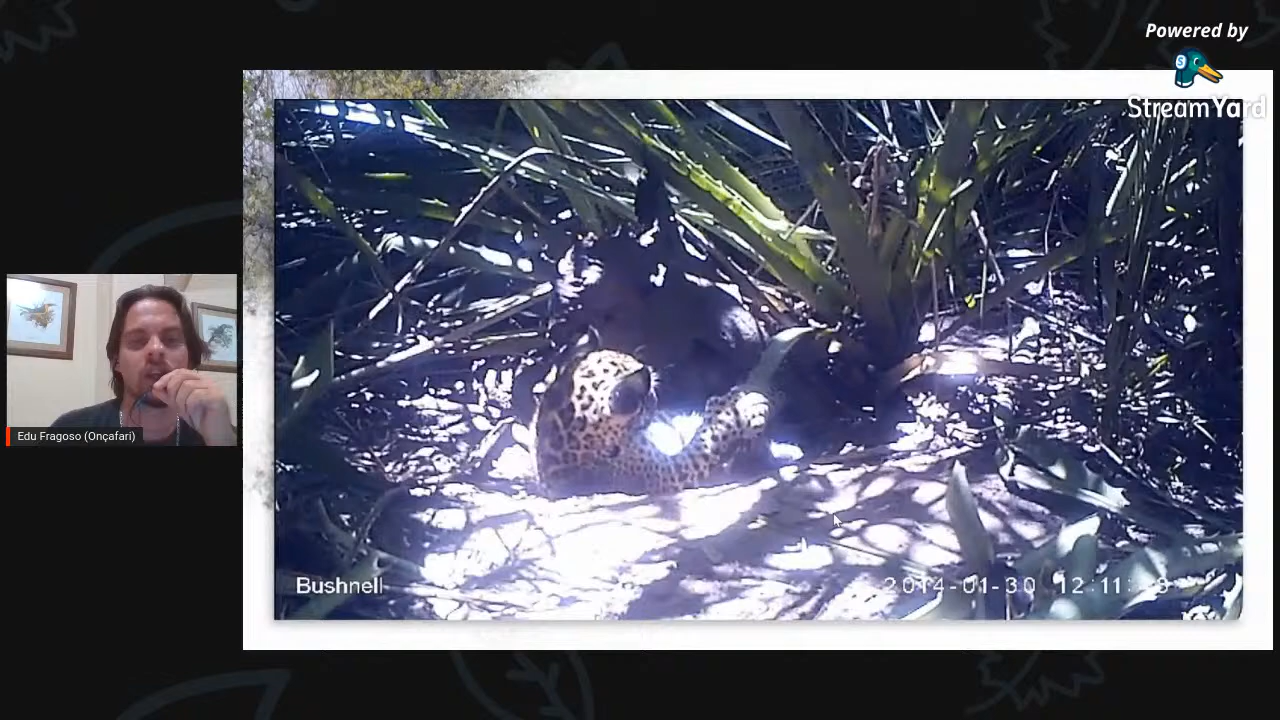 Powered by
StreamYard
Edu Fragoso (Onçafari)
Bushnell
2014-01-30